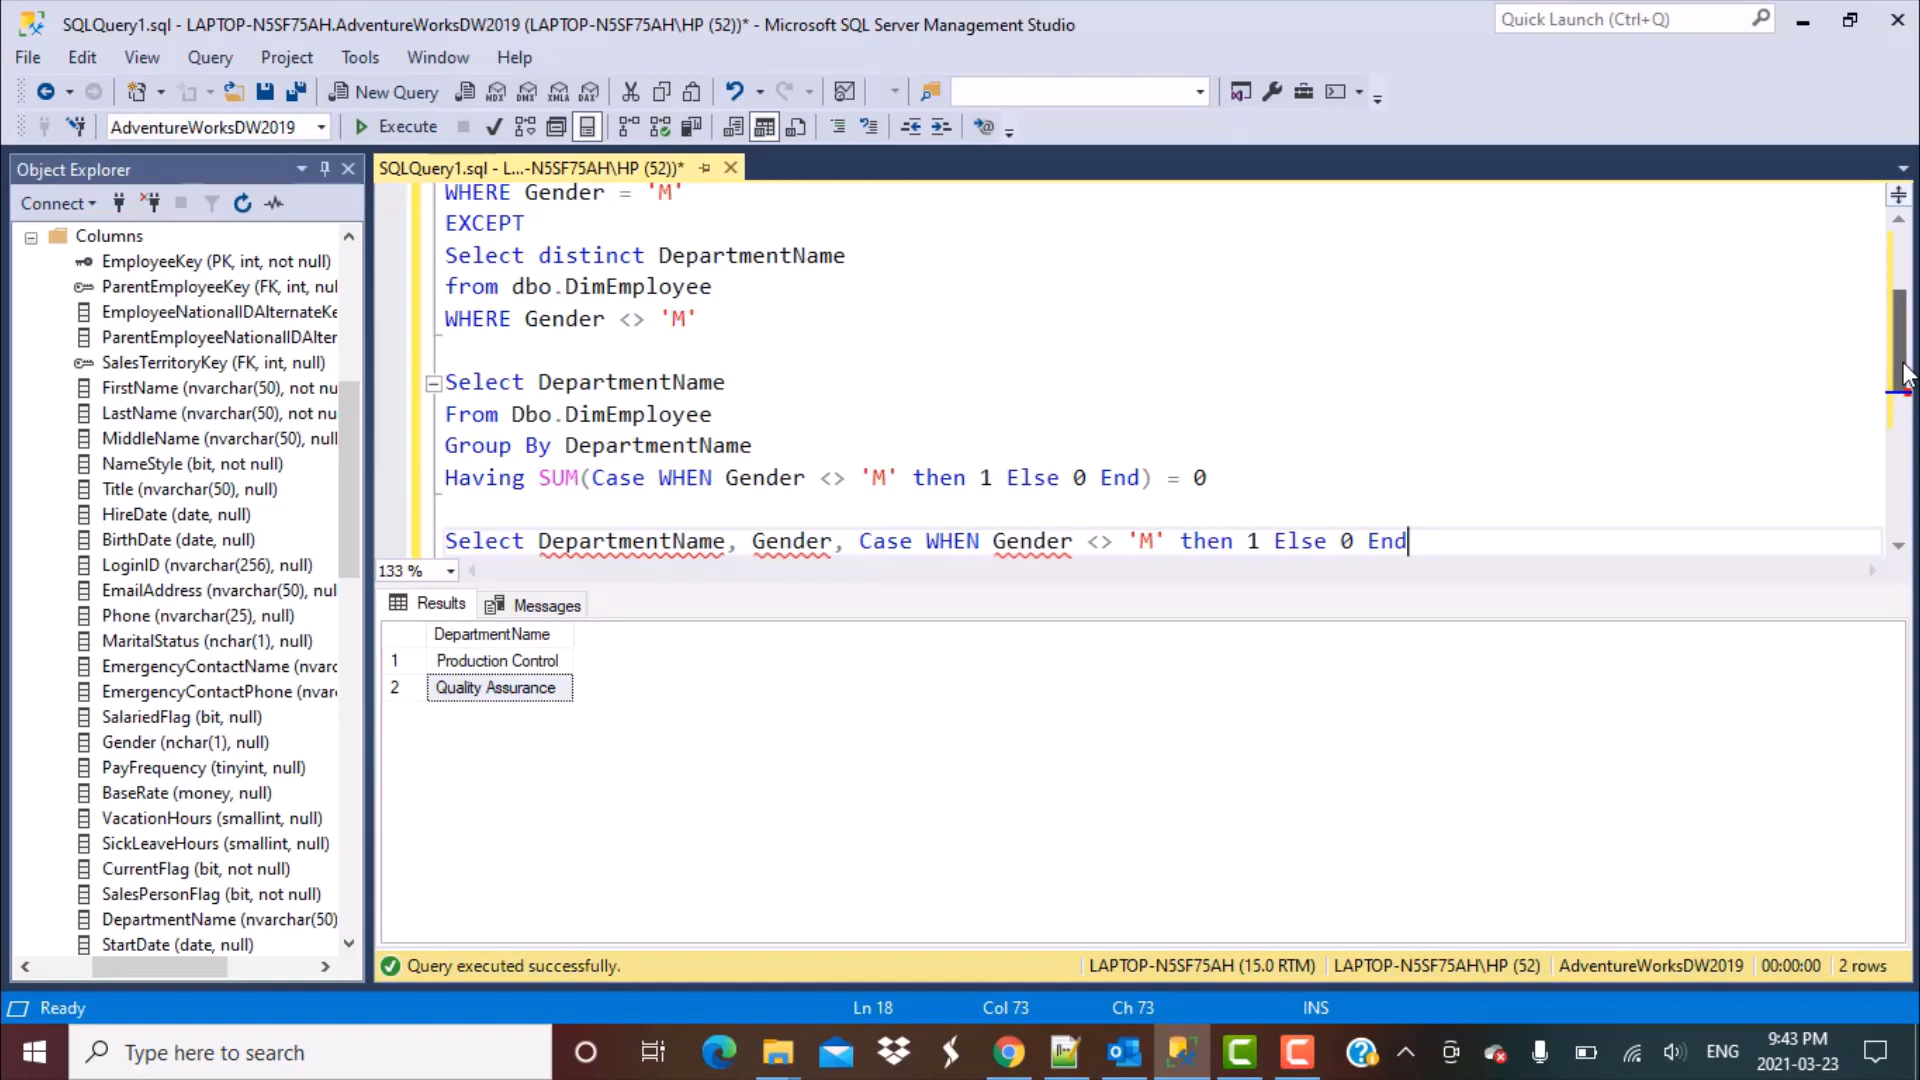 SQLQuery1.sql - LAPTOP-N5SF75AH.AdventureWorksDW2019 (LAPTOP-N5SF75AH\HP (52))* - Microsoft SQL Server Management Studio
Quick Launch (Ctrl+Q)
File Edit View Query Project Tools Window Help
New Query MDX DMX XMLA DAX
AdventureWorksDW2019 Execute
Object Explorer
SQLQuery1.sql - L...-N5SF75AH\HP (52))*
Connect
Columns
EmployeeKey (PK, int, not null)
ParentEmployeeKey (FK, int, nul
EmployeeNationalIDAlternateKe
ParentEmployeeNationalIDAlter
SalesTerritoryKey (FK, int, null)
FirstName (nvarchar(50), not nu
LastName (nvarchar(50), not nu
MiddleName (nvarchar(50), null
NameStyle (bit, not null)
Title (nvarchar(50), null)
HireDate (date, null)
BirthDate (date, null)
LoginID (nvarchar(256), null)
EmailAddress (nvarchar(50), nul
Phone (nvarchar(25), null)
MaritalStatus (nchar(1), null)
EmergencyContactName (nvarc
EmergencyContactPhone (nvar
SalariedFlag (bit, null)
Gender (nchar(1), null)
PayFrequency (tinyint, null)
BaseRate (money, null)
VacationHours (smallint, null)
SickLeaveHours (smallint, null)
CurrentFlag (bit, not null)
SalesPersonFlag (bit, not null)
DepartmentName (nvarchar(50)
StartDate (date, null)
WHERE Gender = 'M'
EXCEPT
Select distinct DepartmentName
from dbo.DimEmployee
WHERE Gender <> 'M'
Select DepartmentName
From Dbo.DimEmployee
Group By DepartmentName
Having SUM(Case WHEN Gender <> 'M' then 1 Else 0 End) = 0
Select DepartmentName, Gender, Case WHEN Gender <> 'M' then 1 Else 0 End
133 %
Results Messages
DepartmentName
1 Production Control
2 Quality Assurance
Query executed successfully.
LAPTOP-N5SF75AH (15.0 RTM) LAPTOP-N5SF75AH\HP (52) AdventureWorksDW2019 00:00:00 2 rows
Ready Ln 18 Col 73 Ch 73 INS
Type here to search
ENG
9:43 PM
2021-03-23